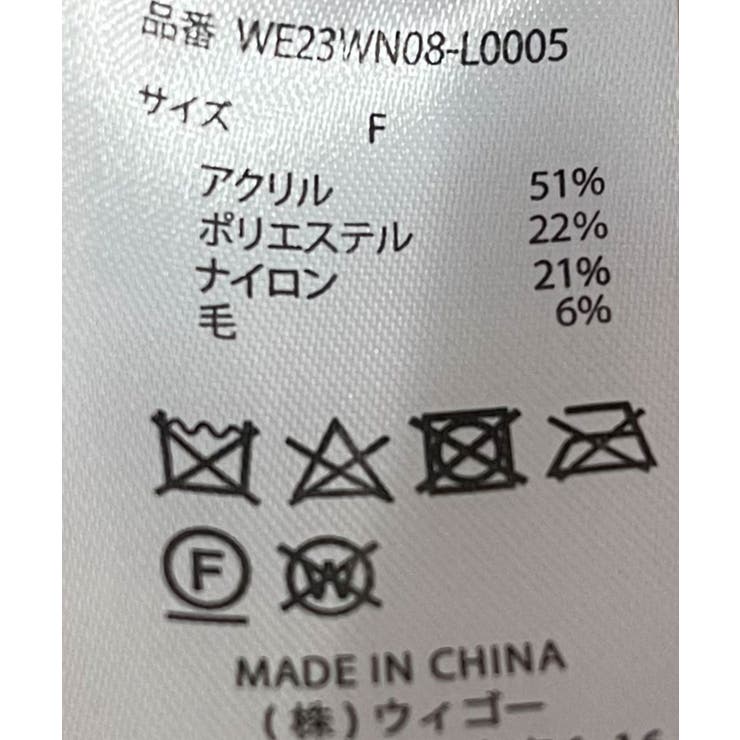 品番 WE23WN08-L0005
サイズ F
アクリル 51%
ポリエステル 22%
ナイロン 21%
毛 6%
F W
MADE IN CHINA
(株)ウィゴー